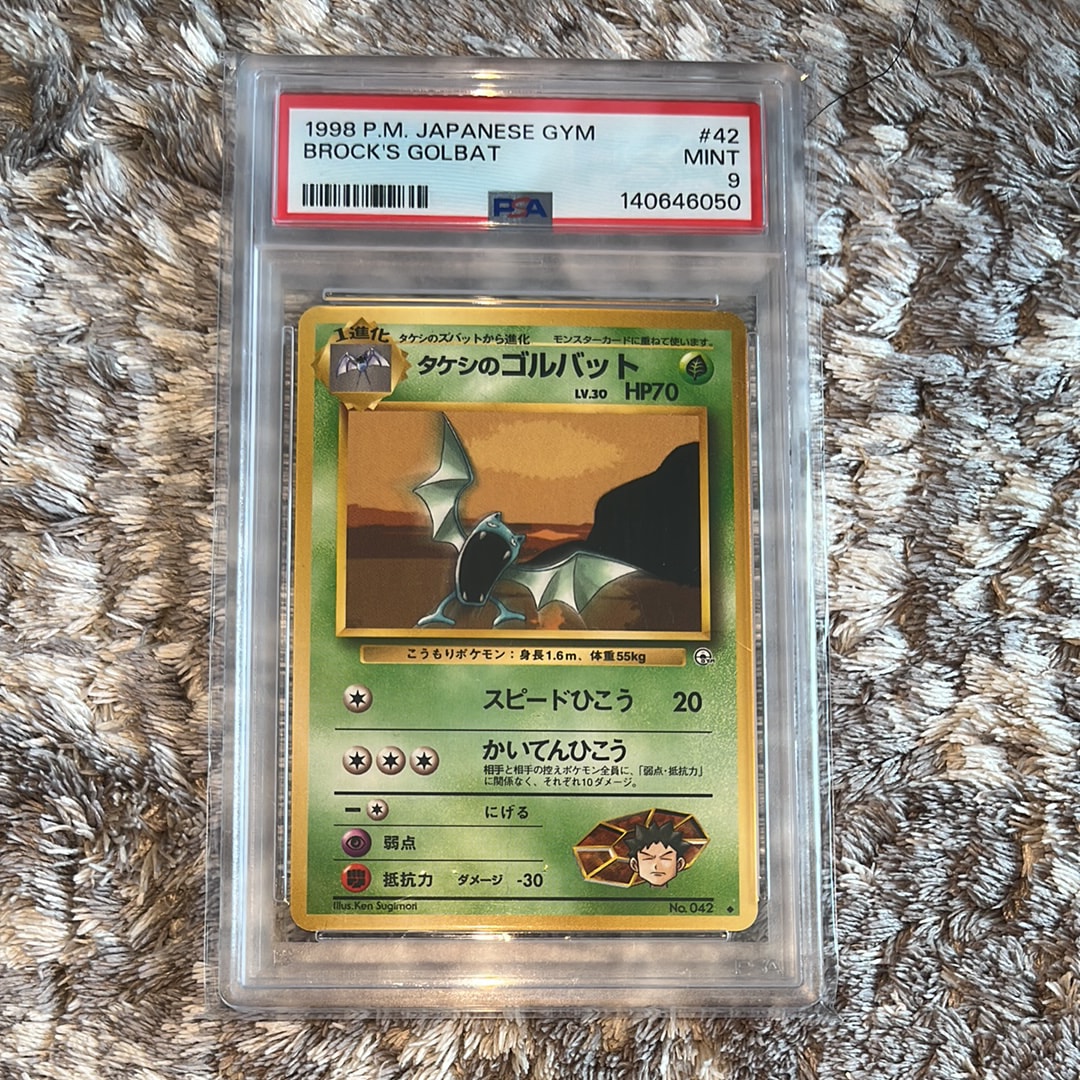 1998 P.M. JAPANESE GYM #42
BROCK'S GOLBAT MINT
9
140646050
PSA
1進化 タケシのズバットから進化 モンスターカードに重ねて使います。
タケシのゴルバット
LV.30 HP70
こうもりポケモン：身長1.6m、体重55kg
スピードひこう 20
かいてんひこう
相手と相手の控えポケモン全員に、「弱点・抵抗力」
に関係なく、それぞれ10ダメージ。
にげる
弱点
抵抗力 ダメージ -30
Illus.Ken Sugimori No. 042